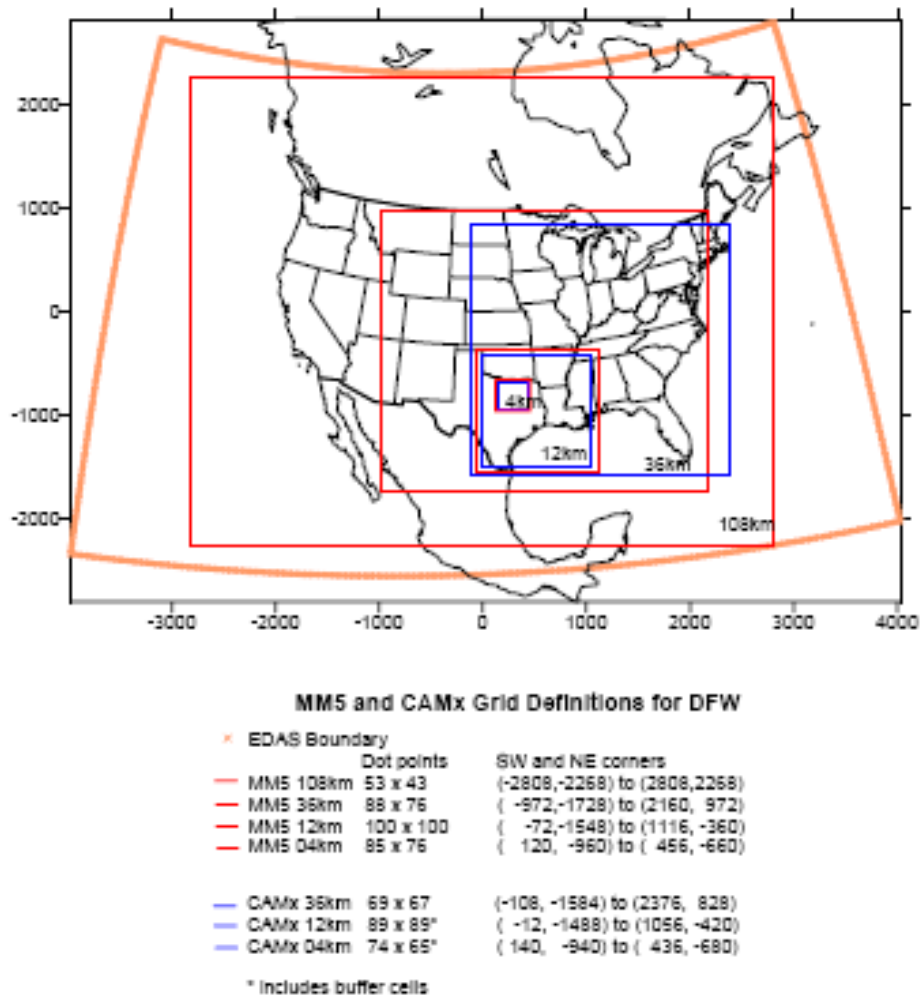 2000
1000
0
-1000
-2000
4km
12km
36km
108km
-3000 -2000 -1000 0 1000 2000 3000 4000
MM5 and CAMx Grid Definitions for DFW
× EDAS Boundary
Dot points SW and NE corners
MM5 108km 53 x 43 (-2808,-2268) to (2808,2268)
MM5 36km 88 x 76 ( -972,-1728) to (2160, 972)
MM5 12km 100 x 100 ( -72,-1548) to (1116, -360)
MM5 04km 85 x 76 ( 120, -960) to ( 456, -660)
CAMx 36km 69 x 67 (-108, -1584) to (2376, 828)
CAMx 12km 89 x 89* ( -12, -1488) to (1056, -420)
CAMx 04km 74 x 65* ( 140, -940) to ( 436, -680)
* Includes buffer cells